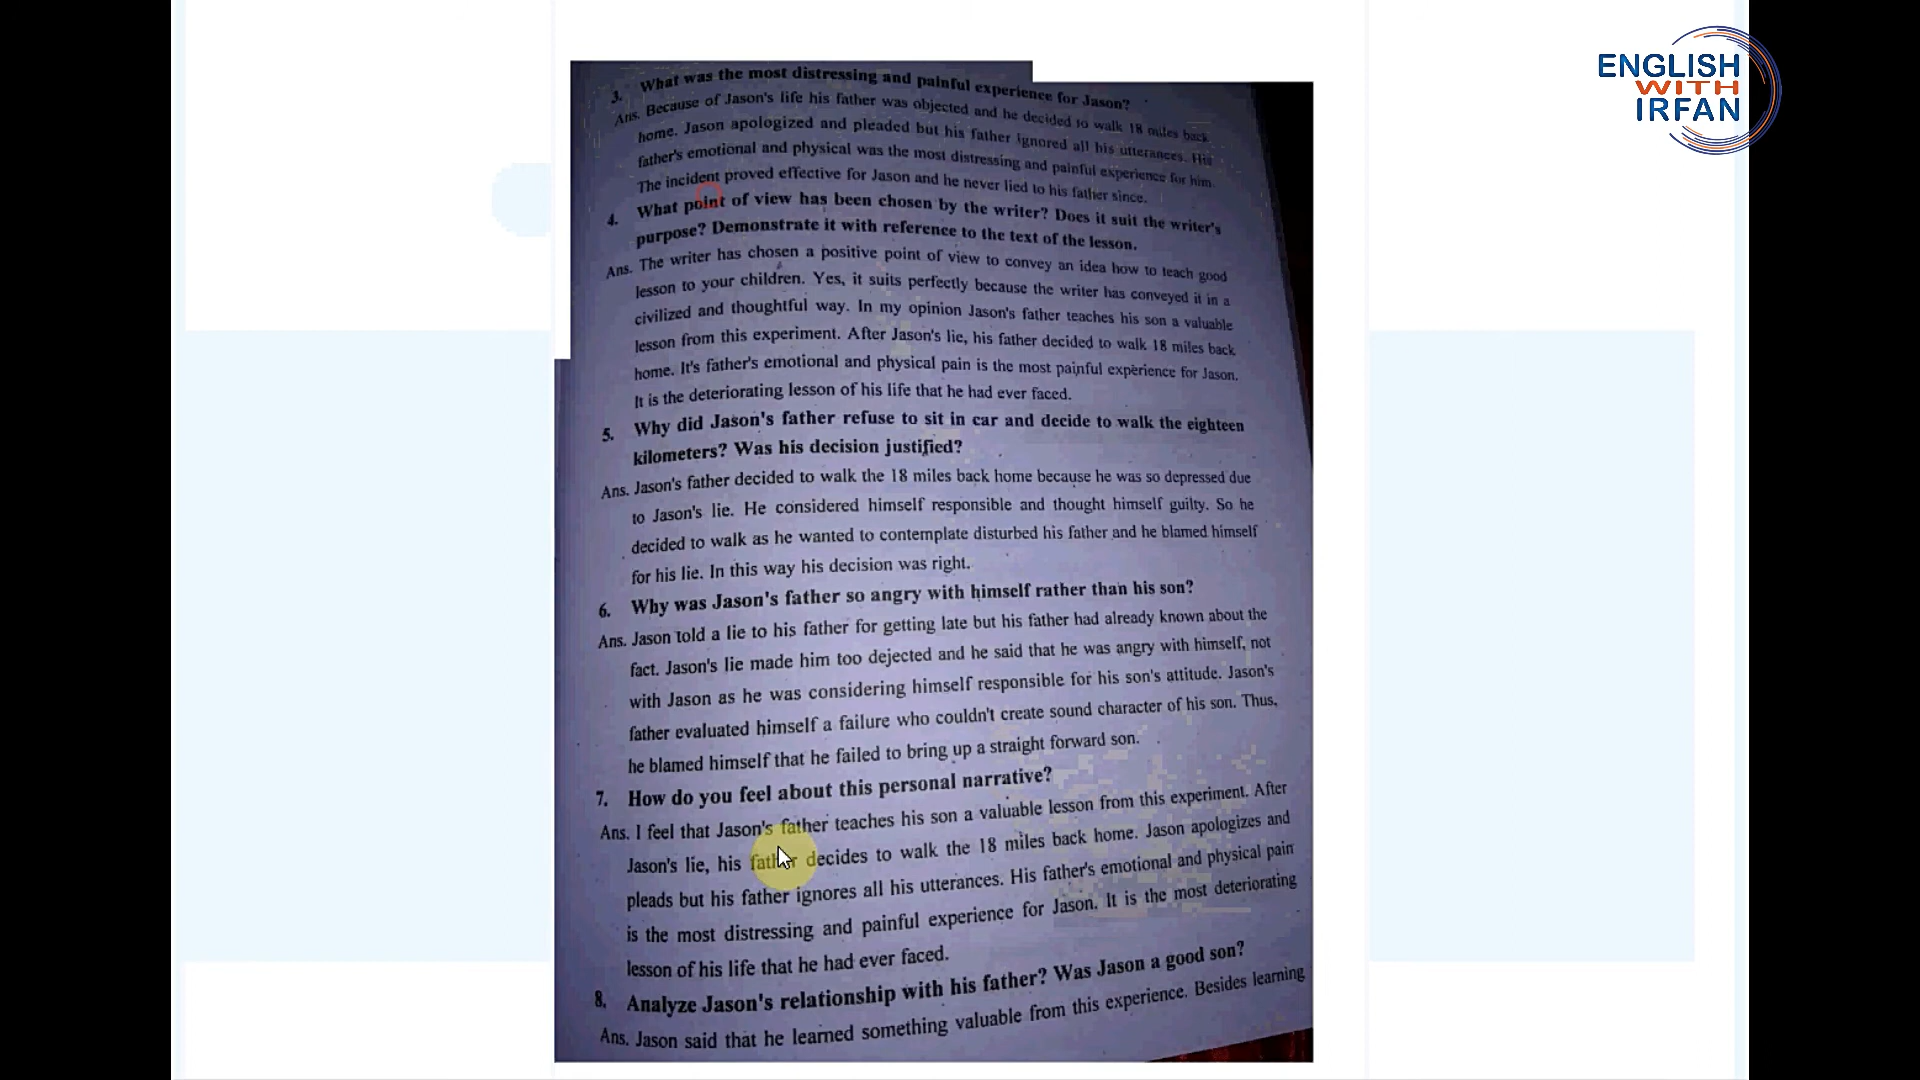 ENGLISH
WITH
IRFAN
3. What was the most distressing and painful experience for Jason?
Ans. Because of Jason's life his father was objected and he decided to walk 18 miles back
home. Jason apologized and pleaded but his father ignored all his utterances. His
father's emotional and physical was the most distressing and painful experience for him.
The incident proved effective for Jason and he never lied to his father since.
4. What point of view has been chosen by the writer? Does it suit the writer's
purpose? Demonstrate it with reference to the text of the lesson.
Ans. The writer has chosen a positive point of view to convey an idea how to teach good
lesson to your children. Yes, it suits perfectly because the writer has conveyed it in a
civilized and thoughtful way. In my opinion Jason's father teaches his son a valuable
lesson from this experiment. After Jason's lie, his father decided to walk 18 miles back
home. It's father's emotional and physical pain is the most painful experience for Jason.
It is the deteriorating lesson of his life that he had ever faced.
5. Why did Jason's father refuse to sit in car and decide to walk the eighteen
kilometers? Was his decision justified?
Ans. Jason's father decided to walk the 18 miles back home because he was so depressed due
to Jason's lie. He considered himself responsible and thought himself guilty. So he
decided to walk as he wanted to contemplate disturbed his father and he blamed himself
for his lie. In this way his decision was right.
6. Why was Jason's father so angry with himself rather than his son?
Ans. Jason told a lie to his father for getting late but his father had already known about the
fact. Jason's lie made him too dejected and he said that he was angry with himself, not
with Jason as he was considering himself responsible for his son's attitude. Jason's
father evaluated himself a failure who couldn't create sound character of his son. Thus,
he blamed himself that he failed to bring up a straight forward son.
7. How do you feel about this personal narrative?
Ans. I feel that Jason's father teaches his son a valuable lesson from this experiment. After
Jason's lie, his father decides to walk the 18 miles back home. Jason apologizes and
pleads but his father ignores all his utterances. His father's emotional and physical pain
is the most distressing and painful experience for Jason. It is the most deteriorating
lesson of his life that he had ever faced.
8. Analyze Jason's relationship with his father? Was Jason a good son?
Ans. Jason said that he learned something valuable from this experience. Besides learning